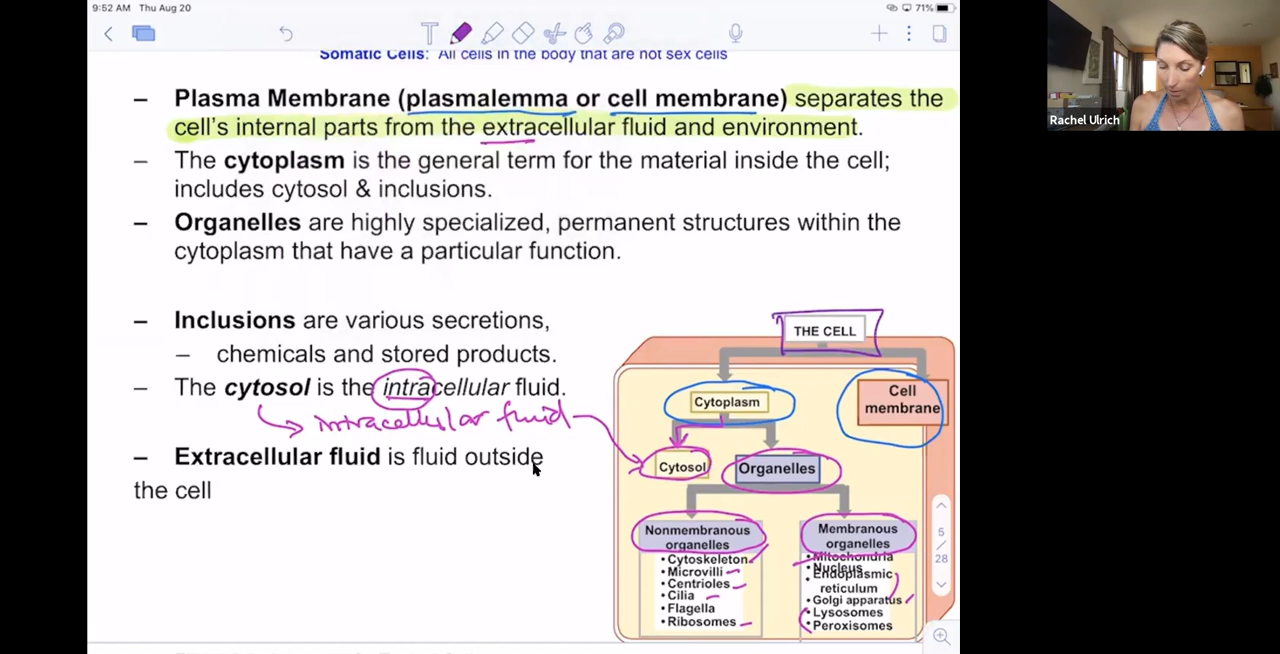 9:52 AM Thu Aug 20
71%
Somatic Cells: All cells in the body that are not sex cells
– Plasma Membrane (plasmalemma or cell membrane) separates the
cell's internal parts from the extracellular fluid and environment.
– The cytoplasm is the general term for the material inside the cell;
includes cytosol & inclusions.
– Organelles are highly specialized, permanent structures within the
cytoplasm that have a particular function.
– Inclusions are various secretions,
– chemicals and stored products.
– The cytosol is the intracellular fluid.
intracellular fluid
– Extracellular fluid is fluid outside
the cell
THE CELL
Cytoplasm
Cell
membrane
Cytosol
Organelles
Nonmembranous
organelles
• Cytoskeleton
• Microvilli
• Centrioles
• Cilia
• Flagella
• Ribosomes
Membranous
organelles
• Mitochondria
• Nucleus
• Endoplasmic
reticulum
• Golgi apparatus
• Lysosomes
• Peroxisomes
5
/
28
Rachel Ulrich